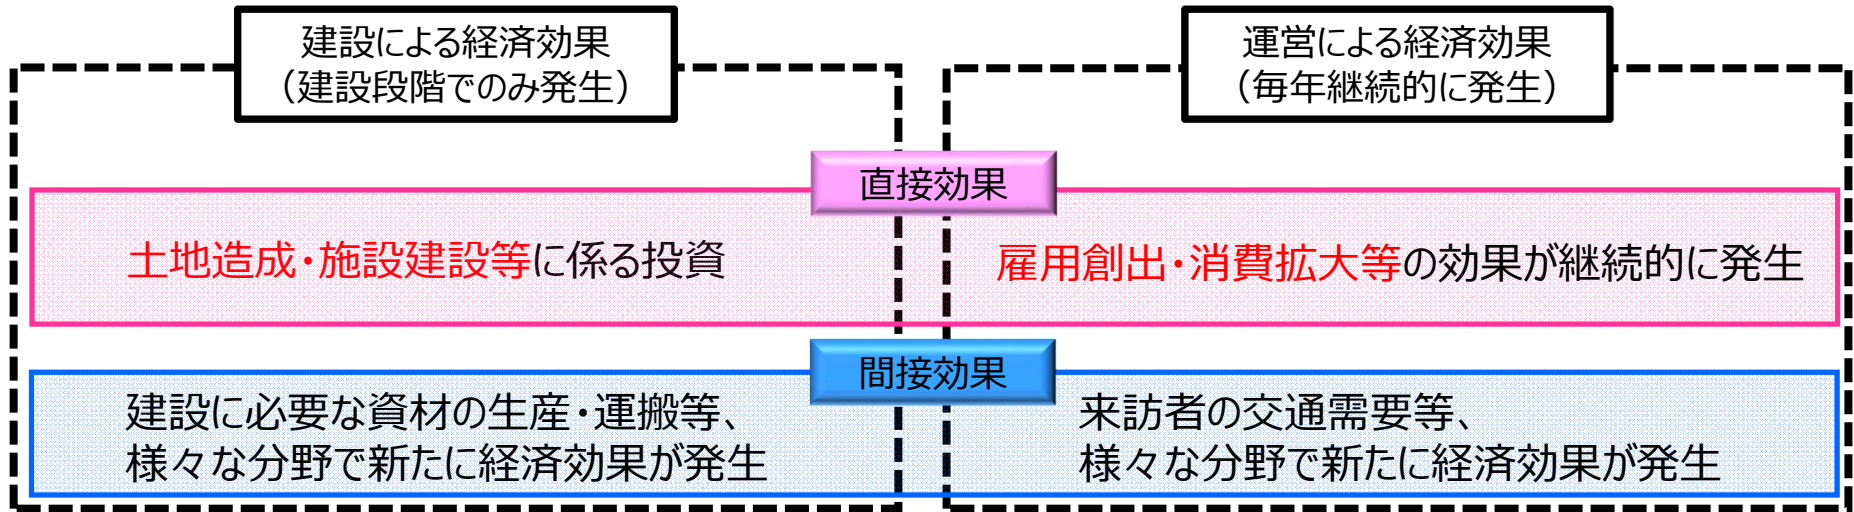 建設による経済効果
（建設段階でのみ発生）
運営による経済効果
（毎年継続的に発生）
直接効果
土地造成・施設建設等に係る投資
雇用創出・消費拡大等の効果が継続的に発生
間接効果
建設に必要な資材の生産・運搬等、
様々な分野で新たに経済効果が発生
来訪者の交通需要等、
様々な分野で新たに経済効果が発生